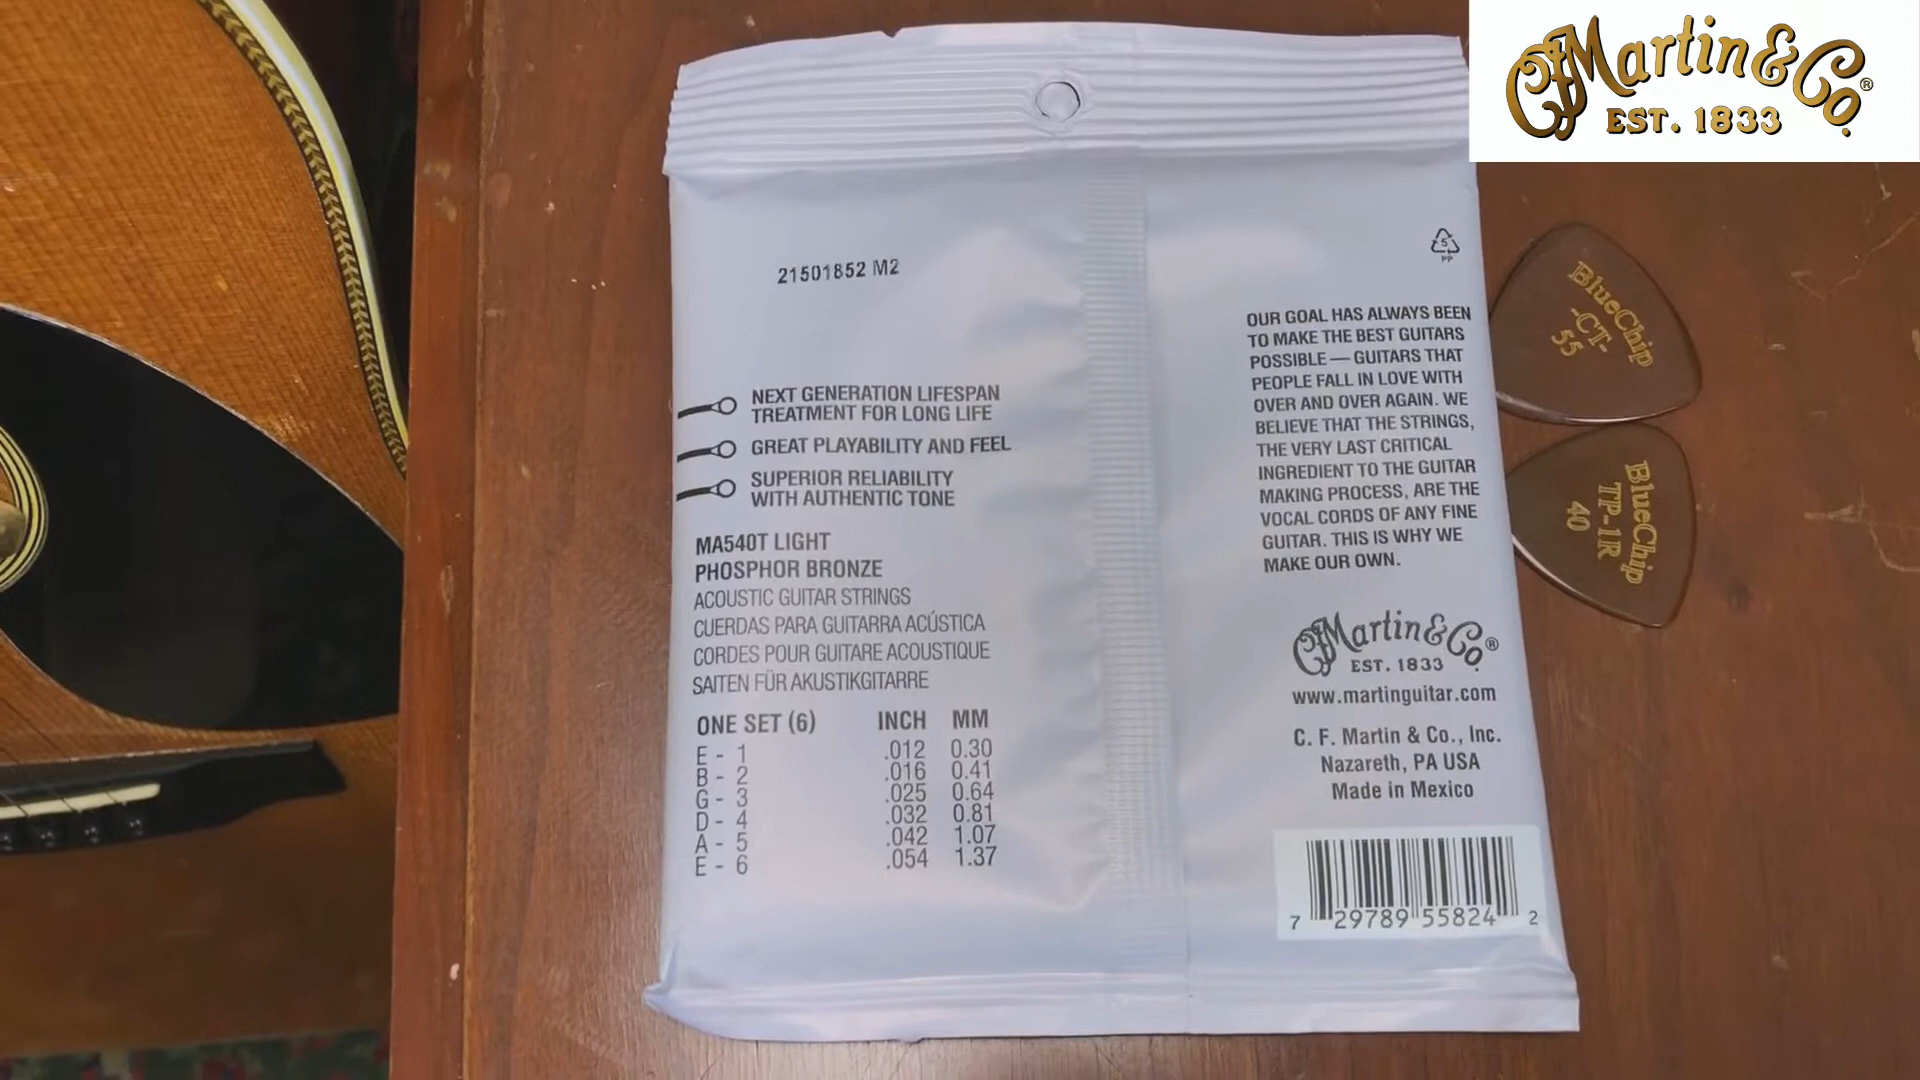 CF Martin & Co.®
EST. 1833
21501852 M2
NEXT GENERATION LIFESPAN
TREATMENT FOR LONG LIFE
GREAT PLAYABILITY AND FEEL
SUPERIOR RELIABILITY
WITH AUTHENTIC TONE
MA540T LIGHT
PHOSPHOR BRONZE
ACOUSTIC GUITAR STRINGS
CUERDAS PARA GUITARRA ACÚSTICA
CORDES POUR GUITARE ACOUSTIQUE
SAITEN FÜR AKUSTIKGITARRE
ONE SET (6) INCH MM
E - 1 .012 0.30
B - 2 .016 0.41
G - 3 .025 0.64
D - 4 .032 0.81
A - 5 .042 1.07
E - 6 .054 1.37
5
PP
OUR GOAL HAS ALWAYS BEEN
TO MAKE THE BEST GUITARS
POSSIBLE — GUITARS THAT
PEOPLE FALL IN LOVE WITH
OVER AND OVER AGAIN. WE
BELIEVE THAT THE STRINGS,
THE VERY LAST CRITICAL
INGREDIENT TO THE GUITAR
MAKING PROCESS, ARE THE
VOCAL CORDS OF ANY FINE
GUITAR. THIS IS WHY WE
MAKE OUR OWN.
CF Martin & Co.®
EST. 1833
www.martinguitar.com
C. F. Martin & Co., Inc.
Nazareth, PA USA
Made in Mexico
7 29789 55824 2
BlueChip
-CT-
55
BlueChip
TP-1R
40